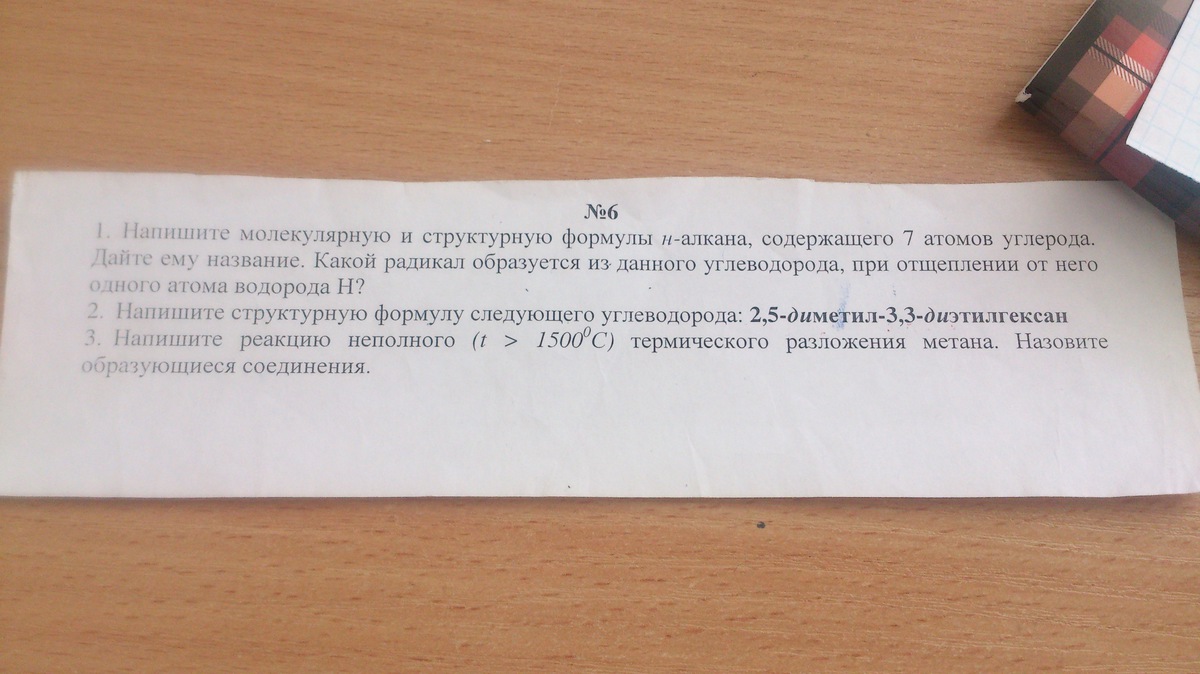 №6
1. Напишите молекулярную и структурную формулы н-алкана, содержащего 7 атомов углерода.
Дайте ему название. Какой радикал образуется из данного углеводорода, при отщеплении от него
одного атома водорода Н?
2. Напишите структурную формулу следующего углеводорода: 2,5-диметил-3,3-диэтилгексан
3. Напишите реакцию неполного (t > 1500⁰C) термического разложения метана. Назовите
образующиеся соединения.